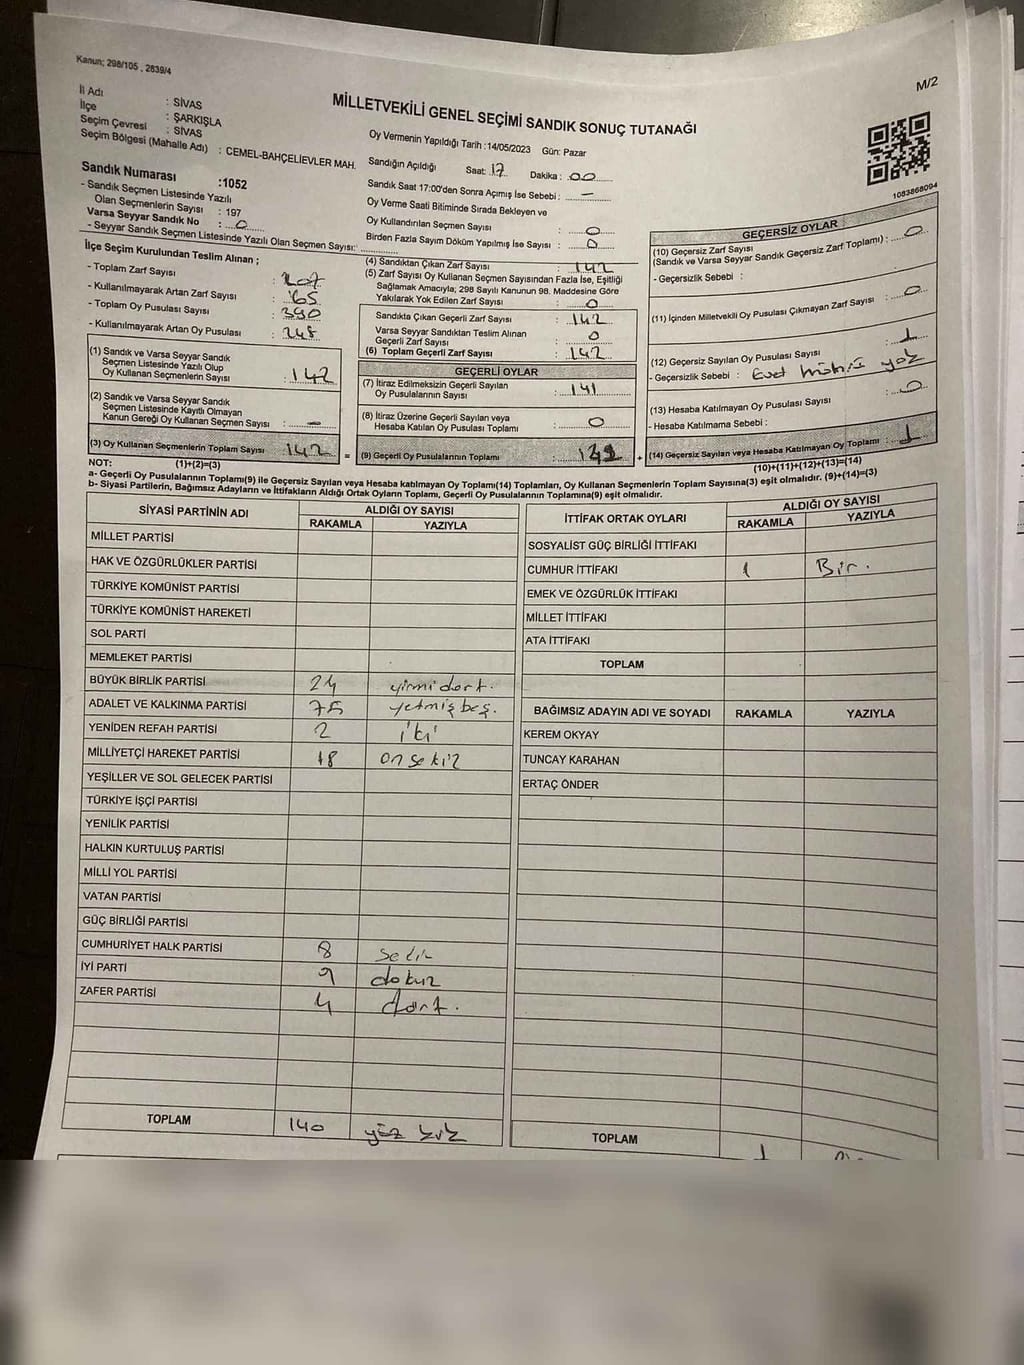 Kanun; 298/105 , 2839/4
M/2
MİLLETVEKİLİ GENEL SEÇİMİ SANDIK SONUÇ TUTANAĞI
İl Adı : SİVAS
İlçe : ŞARKIŞLA
Seçim Çevresi : SİVAS
Seçim Bölgesi (Mahalle Adı) : CEMEL-BAHÇELİEVLER MAH.
Sandık Numarası :1052
- Sandık Seçmen Listesinde Yazılı
Olan Seçmenlerin Sayısı : 197
Varsa Seyyar Sandık No : 0
- Seyyar Sandık Seçmen Listesinde Yazılı Olan Seçmen Sayısı:
Oy Vermenin Yapıldığı Tarih :14/05/2023 Gün: Pazar
Sandığın Açıldığı Saat: 17 Dakika : 00
Sandık Saat 17:00'den Sonra Açımış İse Sebebi : –
Oy Verme Saati Bitiminde Sırada Bekleyen ve
Oy Kullandırılan Seçmen Sayısı : 0
Birden Fazla Sayım Döküm Yapılmış İse Sayısı : 0
1083868094
İlçe Seçim Kurulundan Teslim Alınan ;
- Toplam Zarf Sayısı : 207
- Kullanılmayarak Artan Zarf Sayısı : 65
- Toplam Oy Pusulası Sayısı : 390
- Kullanılmayarak Artan Oy Pusulası : 248
(1) Sandık ve Varsa Seyyar Sandık
Seçmen Listesinde Yazılı Olup
Oy Kullanan Seçmenlerin Sayısı : 142
(2) Sandık ve Varsa Seyyar Sandık
Seçmen Listesinde Kayıtlı Olmayan
Kanun Gereği Oy Kullanan Seçmen Sayısı : –
(3) Oy Kullanan Seçmenlerin Toplam Sayısı : 142
(4) Sandıktan Çıkan Zarf Sayısı : 142
(5) Zarf Sayısı Oy Kullanan Seçmen Sayısından Fazla İse, Eşitliği
Sağlamak Amacıyla; 298 Sayılı Kanunun 98. Maddesine Göre
Yakılarak Yok Edilen Zarf Sayısı : 0
Sandıkta Çıkan Geçerli Zarf Sayısı : 142
Varsa Seyyar Sandıktan Teslim Alınan
Geçerli Zarf Sayısı : 0
(6) Toplam Geçerli Zarf Sayısı : 142
GEÇERLİ OYLAR
(7) İtiraz Edilmeksizin Geçerli Sayılan
Oy Pusulalarının Sayısı : 141
(8) İtiraz Üzerine Geçerli Sayılan veya
Hesaba Katılan Oy Pusulası Toplamı : 0
= (9) Geçerli Oy Pusulalarının Toplamı :
GEÇERSİZ OYLAR
(10) Geçersiz Zarf Sayısı
(Sandık ve Varsa Seyyar Sandık Geçersiz Zarf Toplamı) : 0
- Geçersizlik Sebebi :
(11) İçinden Milletvekili Oy Pusulası Çıkmayan Zarf Sayısı : 0
(12) Geçersiz Sayılan Oy Pusulası Sayısı : 1
- Geçersizlik Sebebi : Evet mührü yok
(13) Hesaba Katılmayan Oy Pusulası Sayısı : 0
- Hesaba Katılmama Sebebi :
+ (14) Geçersiz Sayılan veya Hesaba Katılmayan Oy Toplamı : 1
NOT: (1)+(2)=(3)
(10)+(11)+(12)+(13)=(14)
a- Geçerli Oy Pusulalarının Toplamı(9) ile Geçersiz Sayılan veya Hesaba Katılmayan Oy Toplamı(14) Toplamları, Oy Kullanan Seçmenlerin Toplam Sayısına(3) eşit olmalıdır. (9)+(14)=(3)
b- Siyasi Partilerin, Bağımsız Adayların ve İttifakların Aldığı Ortak Oyların Toplamı, Geçerli Oy Pusulalarının Toplamına(9) eşit olmalıdır.
SİYASİ PARTİNİN ADI ALDIĞI OY SAYISI
RAKAMLA YAZIYLA
MİLLET PARTİSİ
HAK VE ÖZGÜRLÜKLER PARTİSİ
TÜRKİYE KOMÜNİST PARTİSİ
TÜRKİYE KOMÜNİST HAREKETİ
SOL PARTİ
MEMLEKET PARTİSİ
BÜYÜK BİRLİK PARTİSİ 24 yirmidört.
ADALET VE KALKINMA PARTİSİ 75 yetmişbeş.
YENİDEN REFAH PARTİSİ 2 iki
MİLLİYETÇİ HAREKET PARTİSİ 18 onsekiz
YEŞİLLER VE SOL GELECEK PARTİSİ
TÜRKİYE İŞÇİ PARTİSİ
YENİLİK PARTİSİ
HALKIN KURTULUŞ PARTİSİ
MİLLİ YOL PARTİSİ
VATAN PARTİSİ
GÜÇ BİRLİĞİ PARTİSİ
CUMHURİYET HALK PARTİSİ 8 sekiz
İYİ PARTİ 9 dokuz
ZAFER PARTİSİ 4 dört.
TOPLAM 140 yüz kırk
İTTİFAK ORTAK OYLARI ALDIĞI OY SAYISI
RAKAMLA YAZIYLA
SOSYALİST GÜÇ BİRLİĞİ İTTİFAKI
CUMHUR İTTİFAKI 1 Bir.
EMEK VE ÖZGÜRLÜK İTTİFAKI
MİLLET İTTİFAKI
ATA İTTİFAKI
TOPLAM
BAĞIMSIZ ADAYIN ADI VE SOYADI RAKAMLA YAZIYLA
KEREM OKYAY
TUNCAY KARAHAN
ERTAÇ ÖNDER
TOPLAM 1